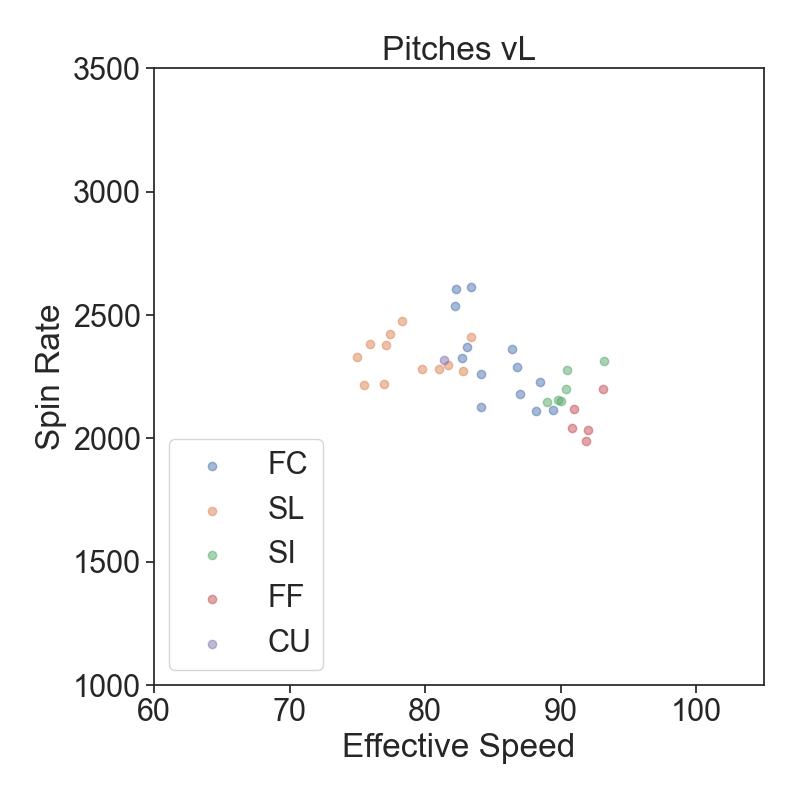 Pitches vL
3500
3000
2500
2000
1500
1000
Spin Rate
FC
SL
SI
FF
CU
60 70 80 90 100
Effective Speed